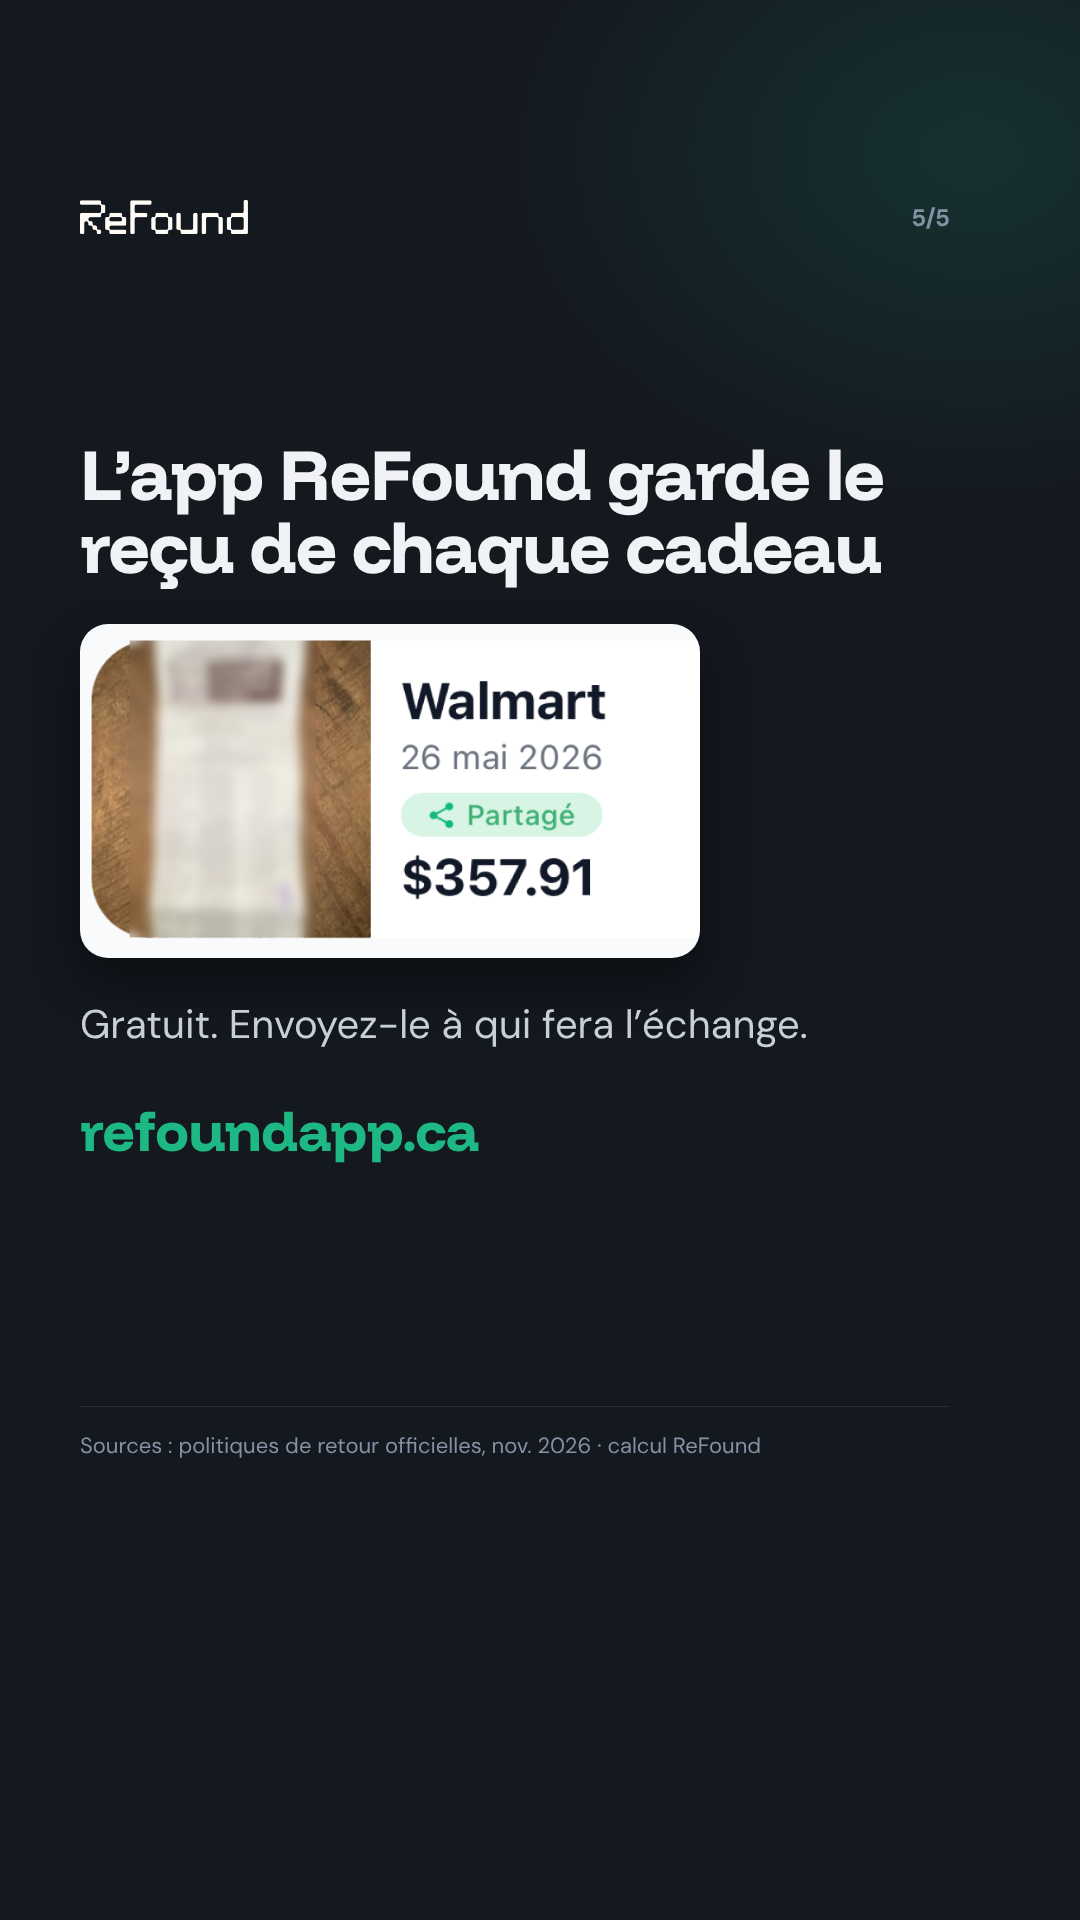 ReFound
5/5
L’app ReFound garde le
reçu de chaque cadeau
Walmart
26 mai 2026
Partagé
$357.91
Gratuit. Envoyez-le à qui fera l’échange.
refoundapp.ca
Sources : politiques de retour officielles, nov. 2026 · calcul ReFound